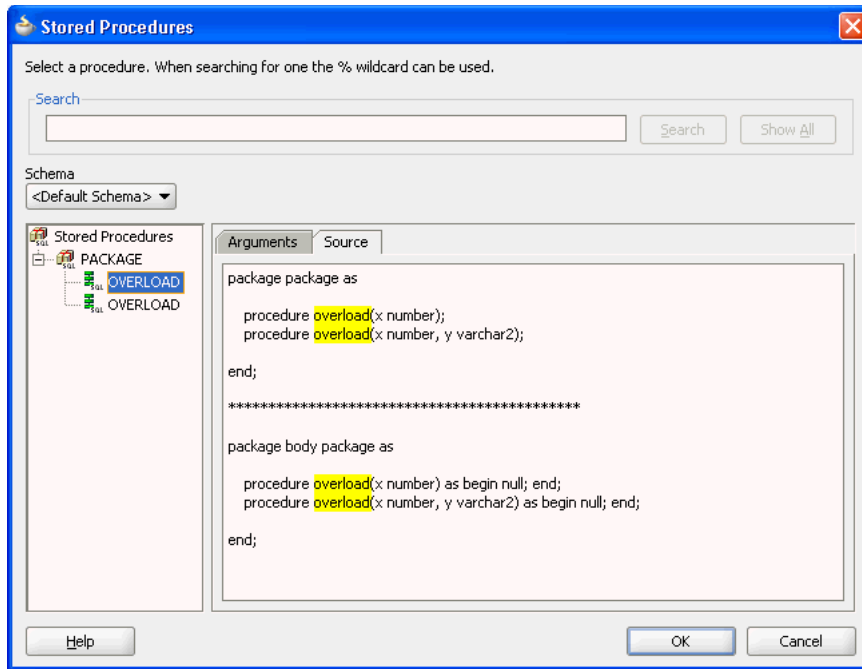 Stored Procedures
Select a procedure. When searching for one the % wildcard can be used.
Search
Search
Show All
Schema
<Default Schema>
Stored Procedures
PACKAGE
OVERLOAD
OVERLOAD
Arguments
Source
package package as
procedure overload(x number);
procedure overload(x number, y varchar2);
end;
********************************************
package body package as
procedure overload(x number) as begin null; end;
procedure overload(x number, y varchar2) as begin null; end;
end;
Help
OK
Cancel